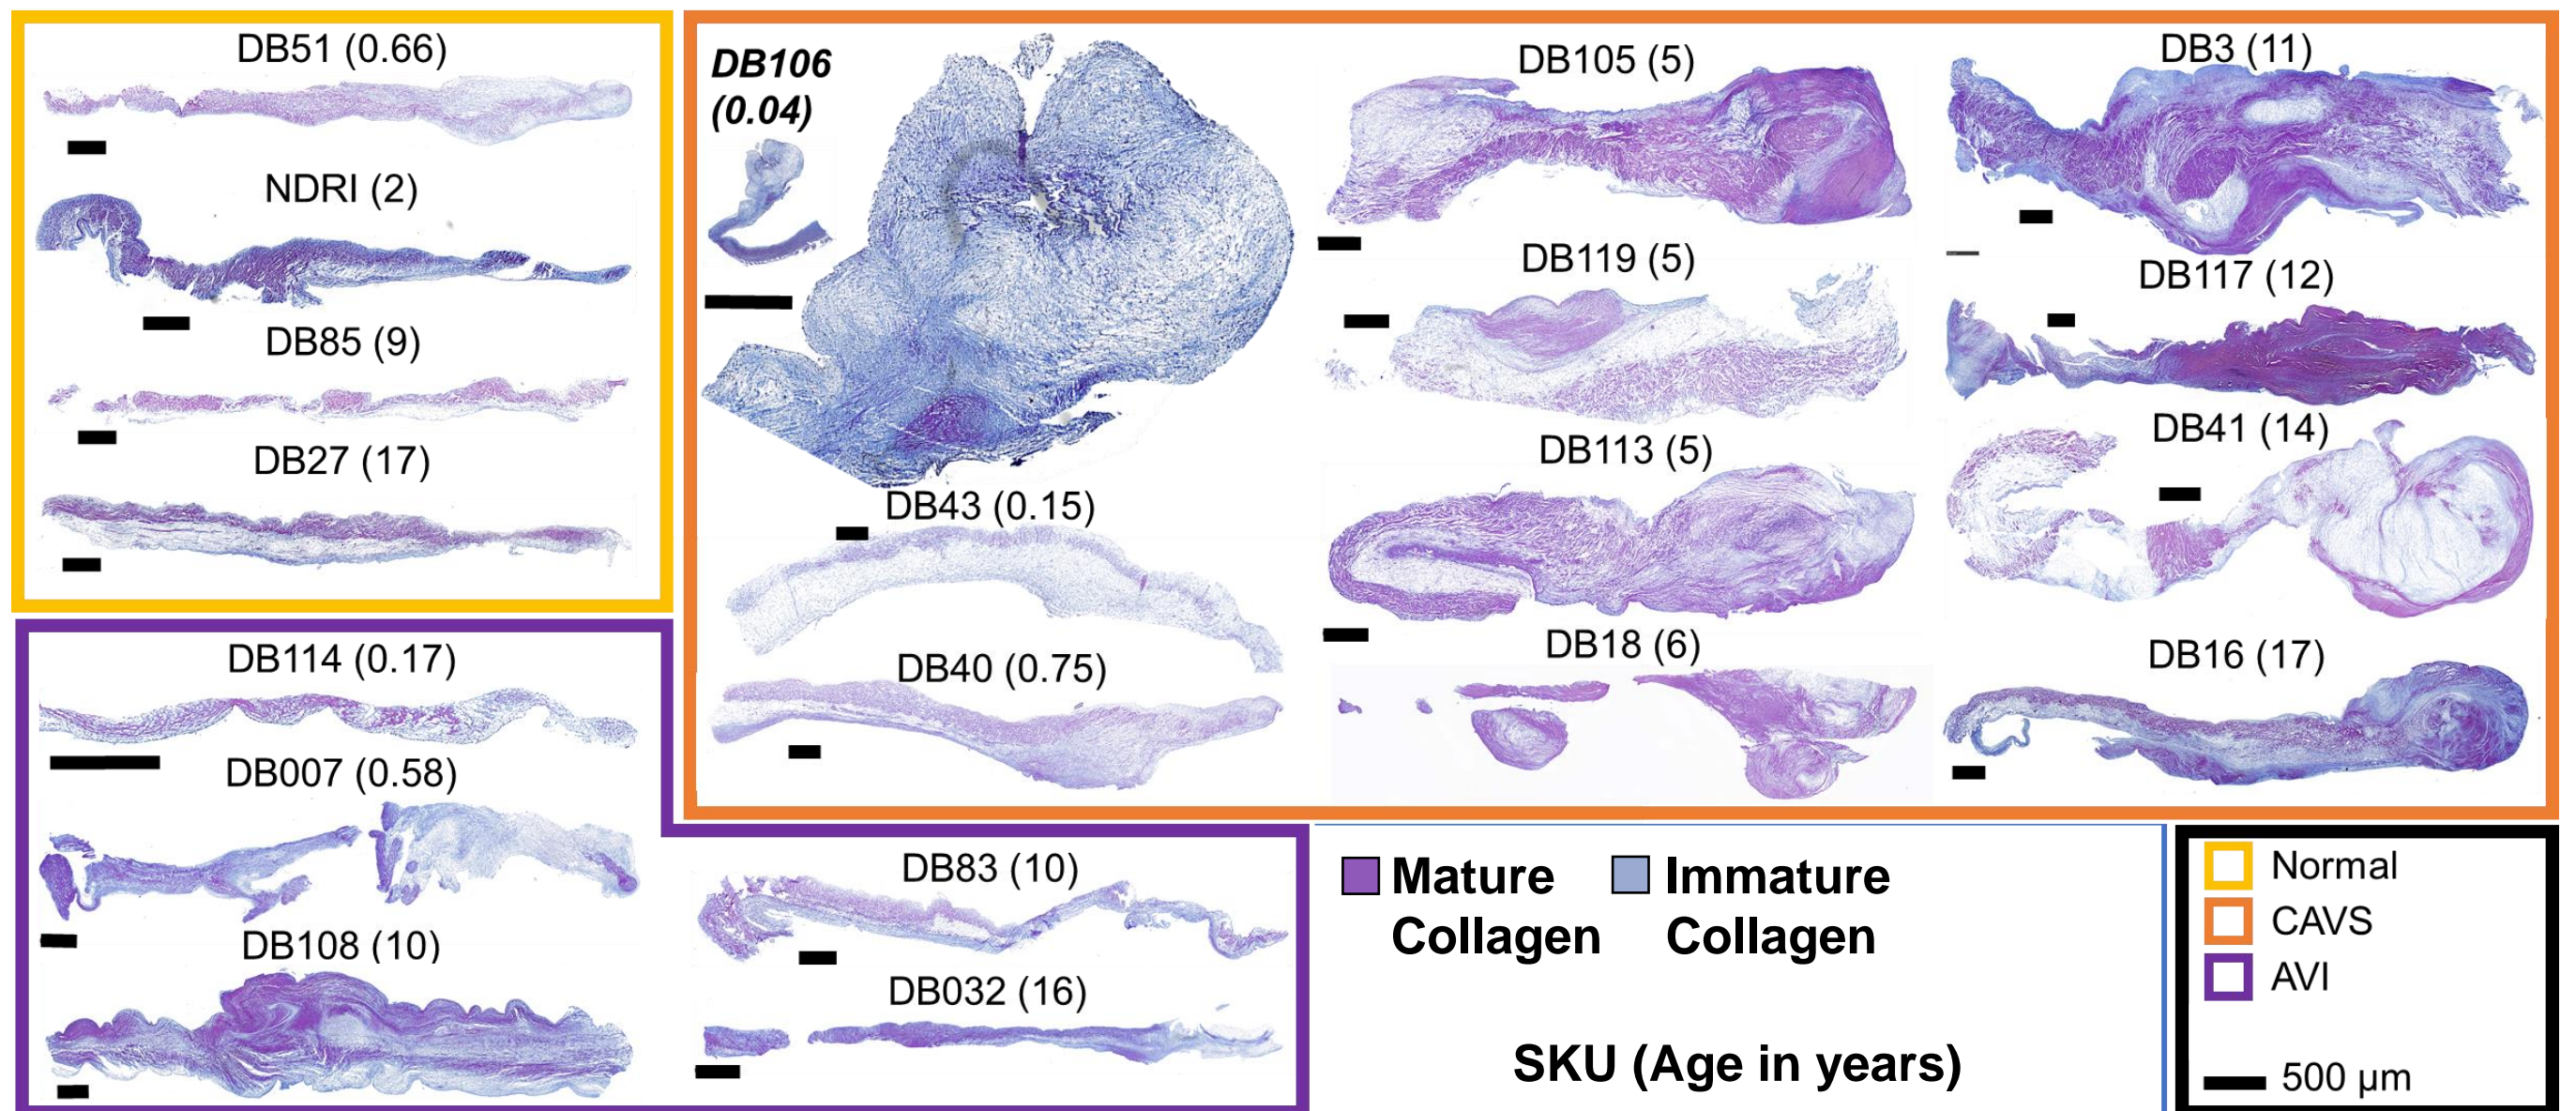 DB51 (0.66)
NDRI (2)
DB85 (9)
DB27 (17)
DB106
(0.04)
DB43 (0.15)
DB40 (0.75)
DB105 (5)
DB119 (5)
DB113 (5)
DB18 (6)
DB3 (11)
DB117 (12)
DB41 (14)
DB16 (17)
DB114 (0.17)
DB007 (0.58)
DB108 (10)
DB83 (10)
DB032 (16)
Mature
Collagen
Immature
Collagen
SKU (Age in years)
Normal
CAVS
AVI
500 µm